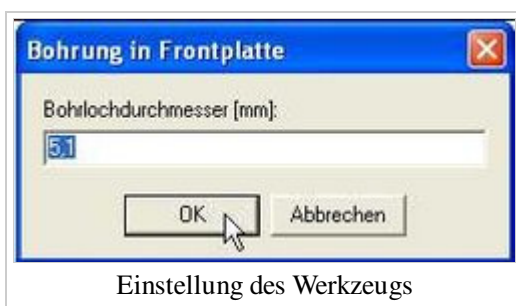 Bohrung in Frontplatte
Bohrlochdurchmesser [mm]:
5,1
OK
Abbrechen
Einstellung des Werkzeugs